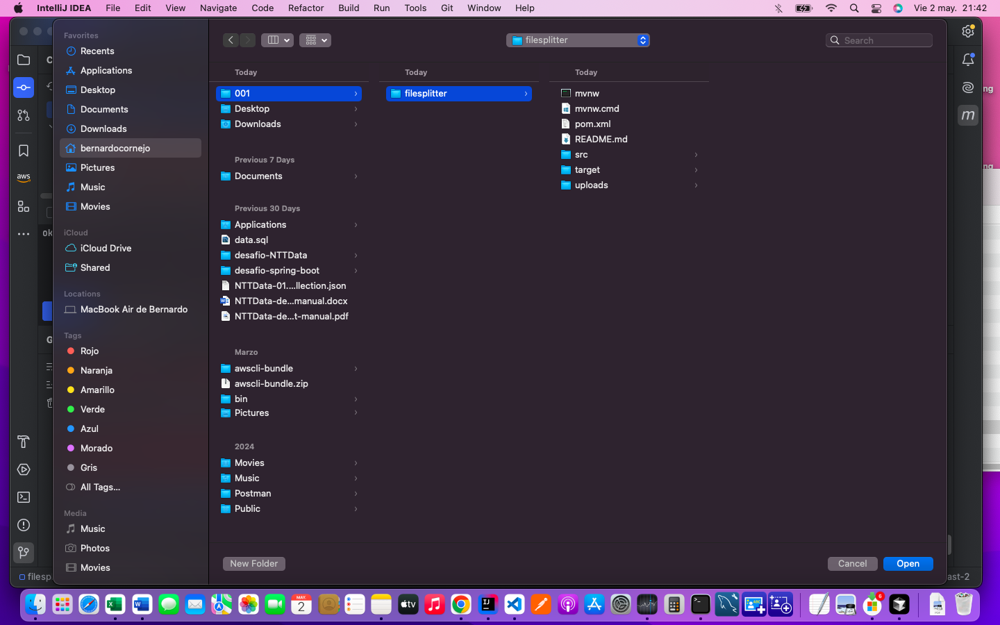 IntelliJ IDEA File Edit View Navigate Code Refactor Build Run Tools Git Window Help Vie 2 may. 21:42
Favorites
Recents
Applications
Desktop
Documents
Downloads
bernardocornejo
Pictures
Music
Movies
iCloud
iCloud Drive
Shared
Locations
MacBook Air de Bernardo
Tags
Rojo
Naranja
Amarillo
Verde
Azul
Morado
Gris
All Tags...
Media
Music
Photos
Movies
filesplitter
Search
Today
001
Desktop
Downloads
Previous 7 Days
Documents
Previous 30 Days
Applications
data.sql
desafio-NTTData
desafio-spring-boot
NTTData-01....llection.json
NTTData-de...manual.docx
NTTData-de...t-manual.pdf
Marzo
awscli-bundle
awscli-bundle.zip
bin
Pictures
2024
Movies
Music
Postman
Public
Today
filesplitter
Today
mvnw
mvnw.cmd
pom.xml
README.md
src
target
uploads
New Folder
Cancel
Open
aws
m
ng
filesp
ast-2
MAY.
2
tv
6